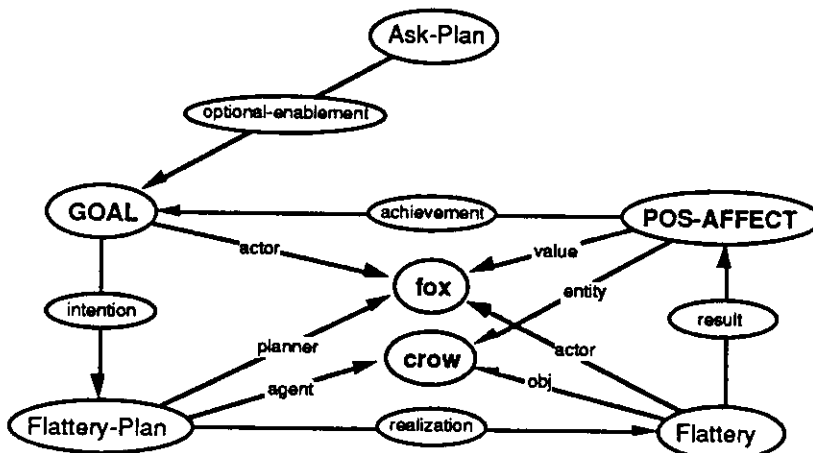 Ask-Plan
optional-enablement
GOAL
achievement
POS-AFFECT
actor
value
fox
entity
intention
result
planner
crow
actor
agent
obj
Flattery-Plan
realization
Flattery